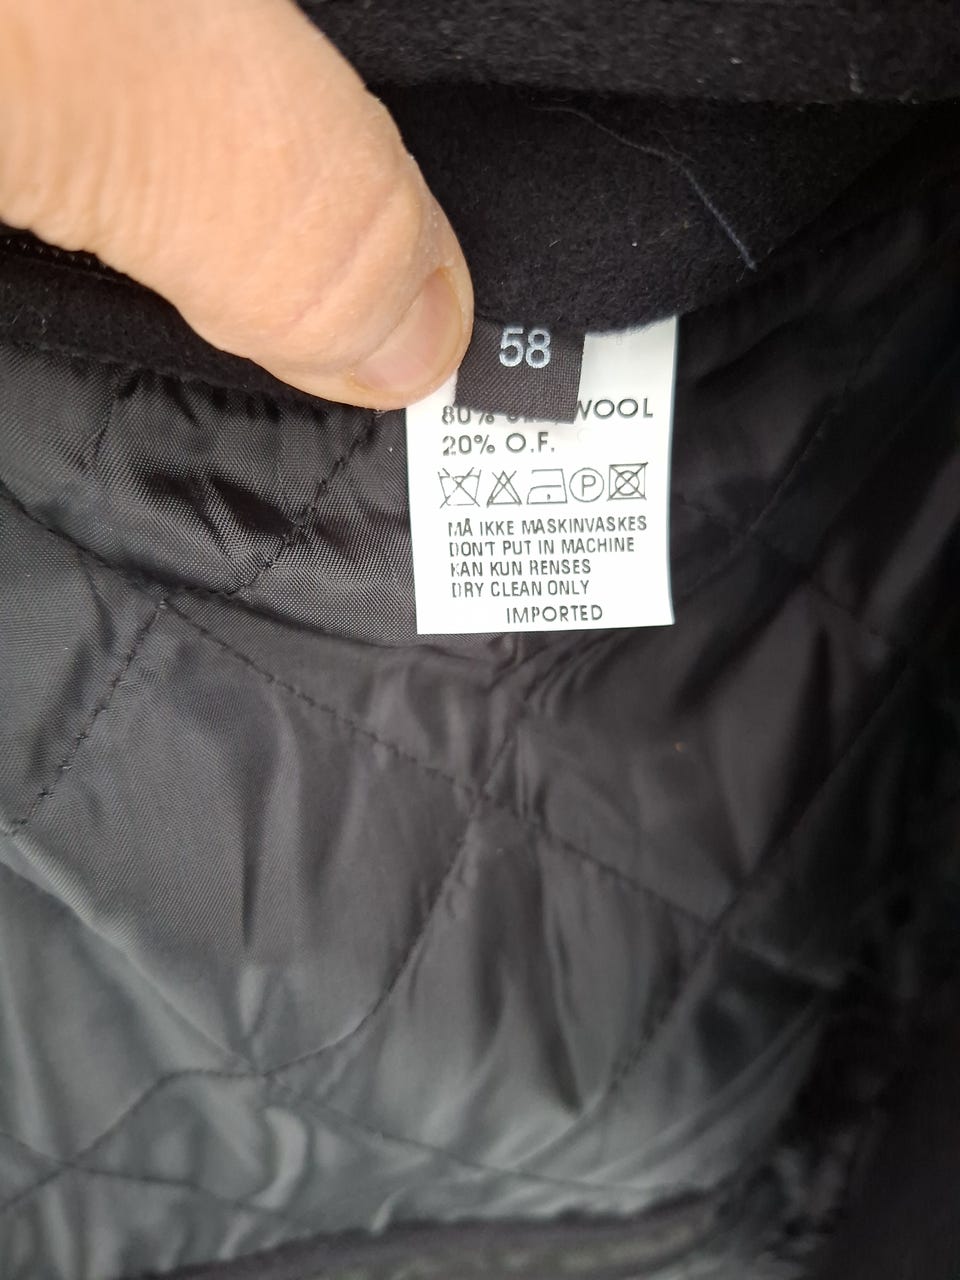 58
80% WOOL
20% O.F.
P
MÅ IKKE MASKINVASKES
DON'T PUT IN MACHINE
KAN KUN RENSES
DRY CLEAN ONLY
IMPORTED